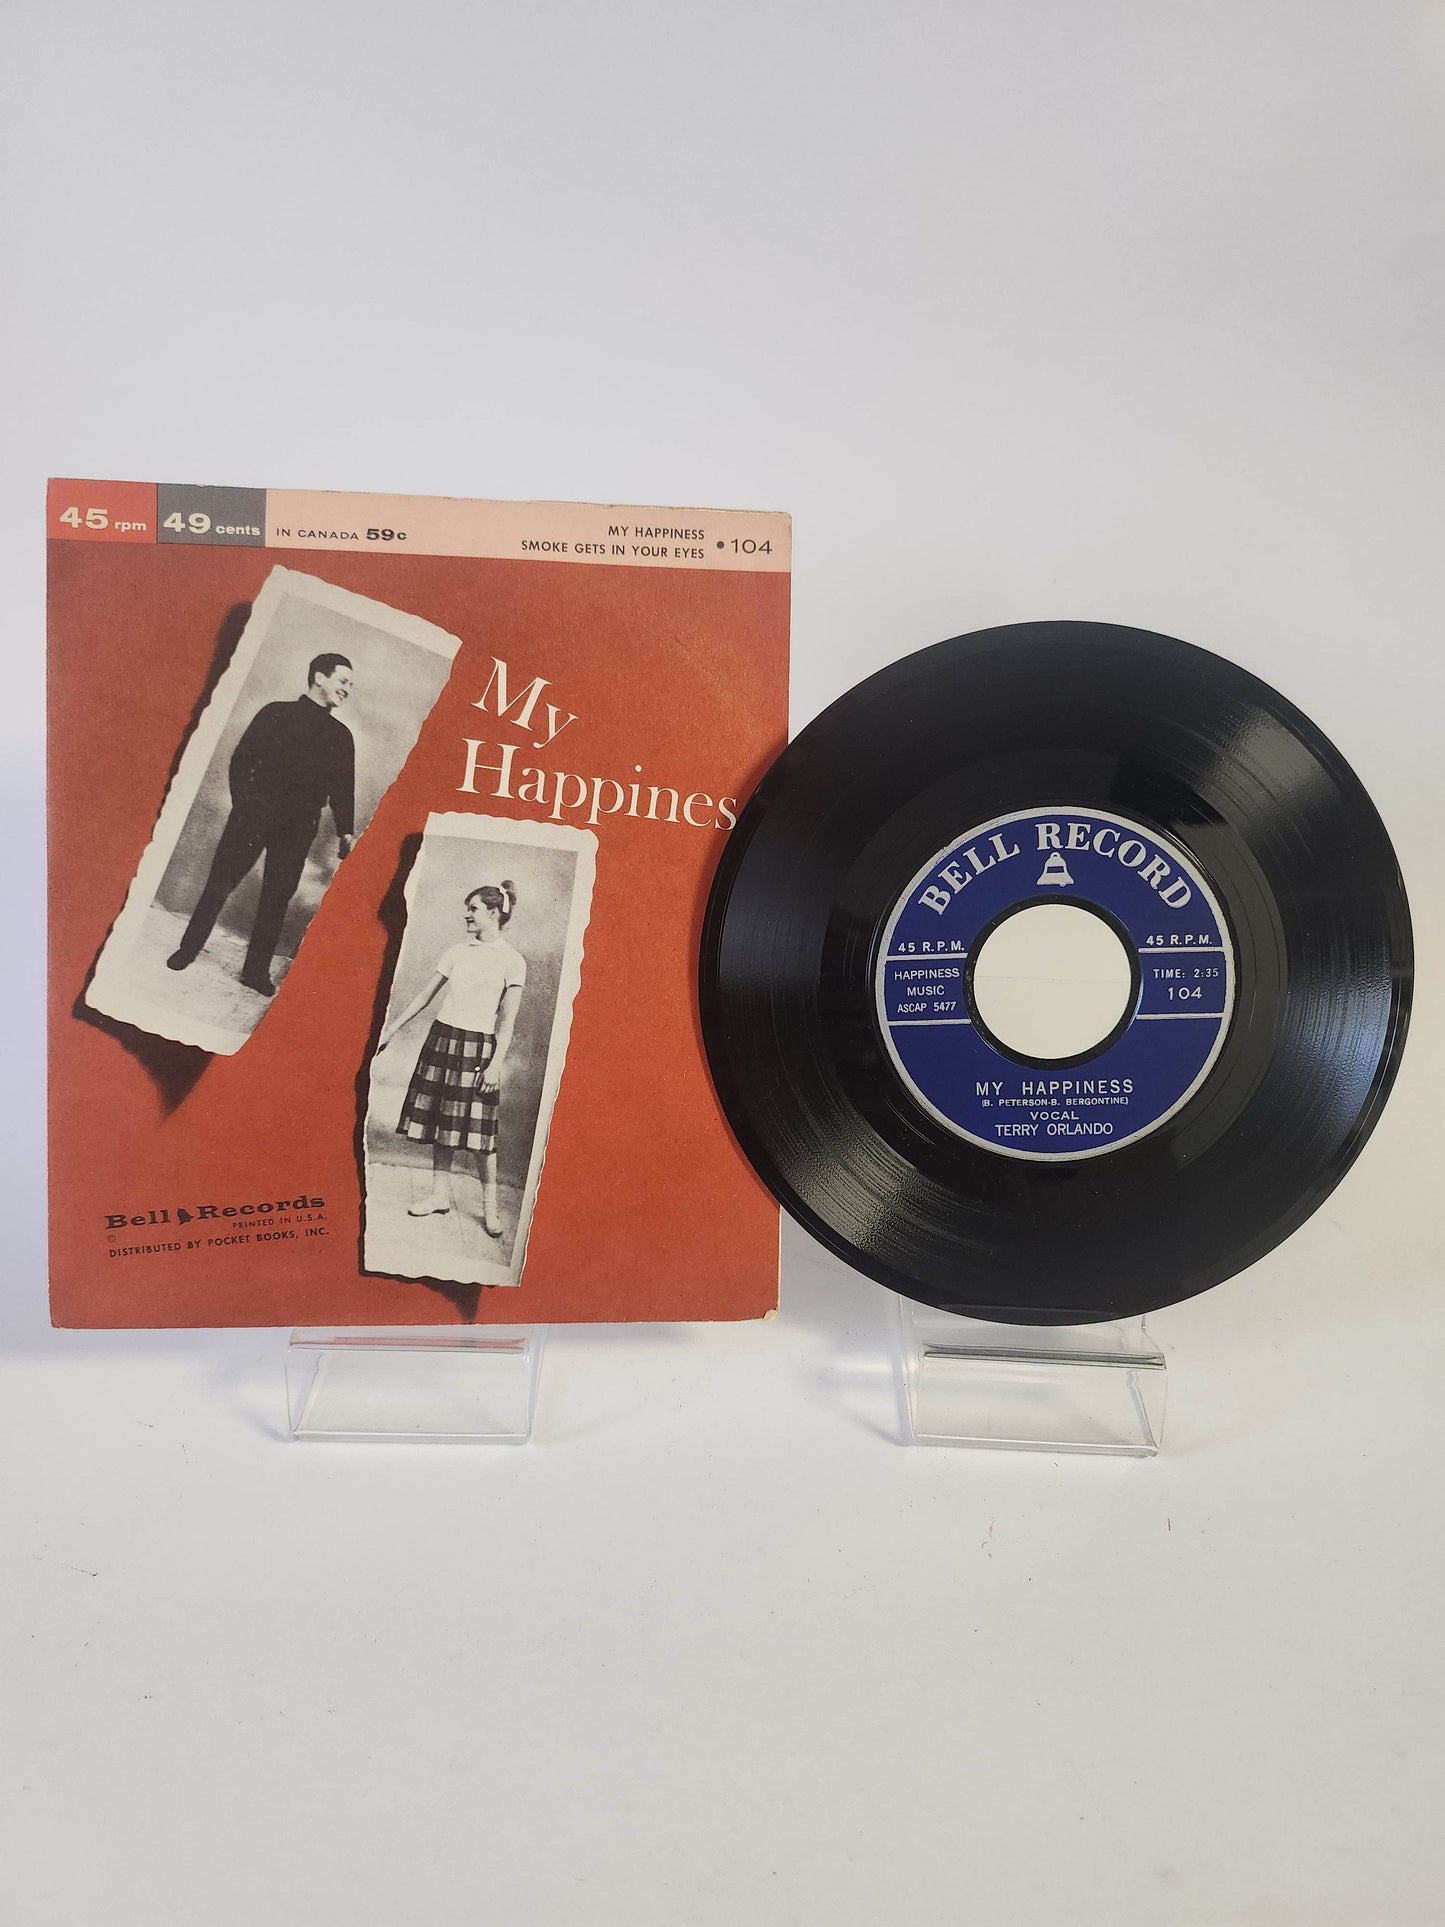 45 rpm 49 cents IN CANADA 59c
MY HAPPINESS
SMOKE GETS IN YOUR EYES • 104
My
Happines
Bell Records
PRINTED IN U.S.A.
©
DISTRIBUTED BY POCKET BOOKS, INC.
BELL RECORD
45 R.P.M. 45 R.P.M.
HAPPINESS
MUSIC
ASCAP 5477
TIME: 2:35
104
MY HAPPINESS
(B. PETERSON-B. BERGONTINE)
VOCAL
TERRY ORLANDO